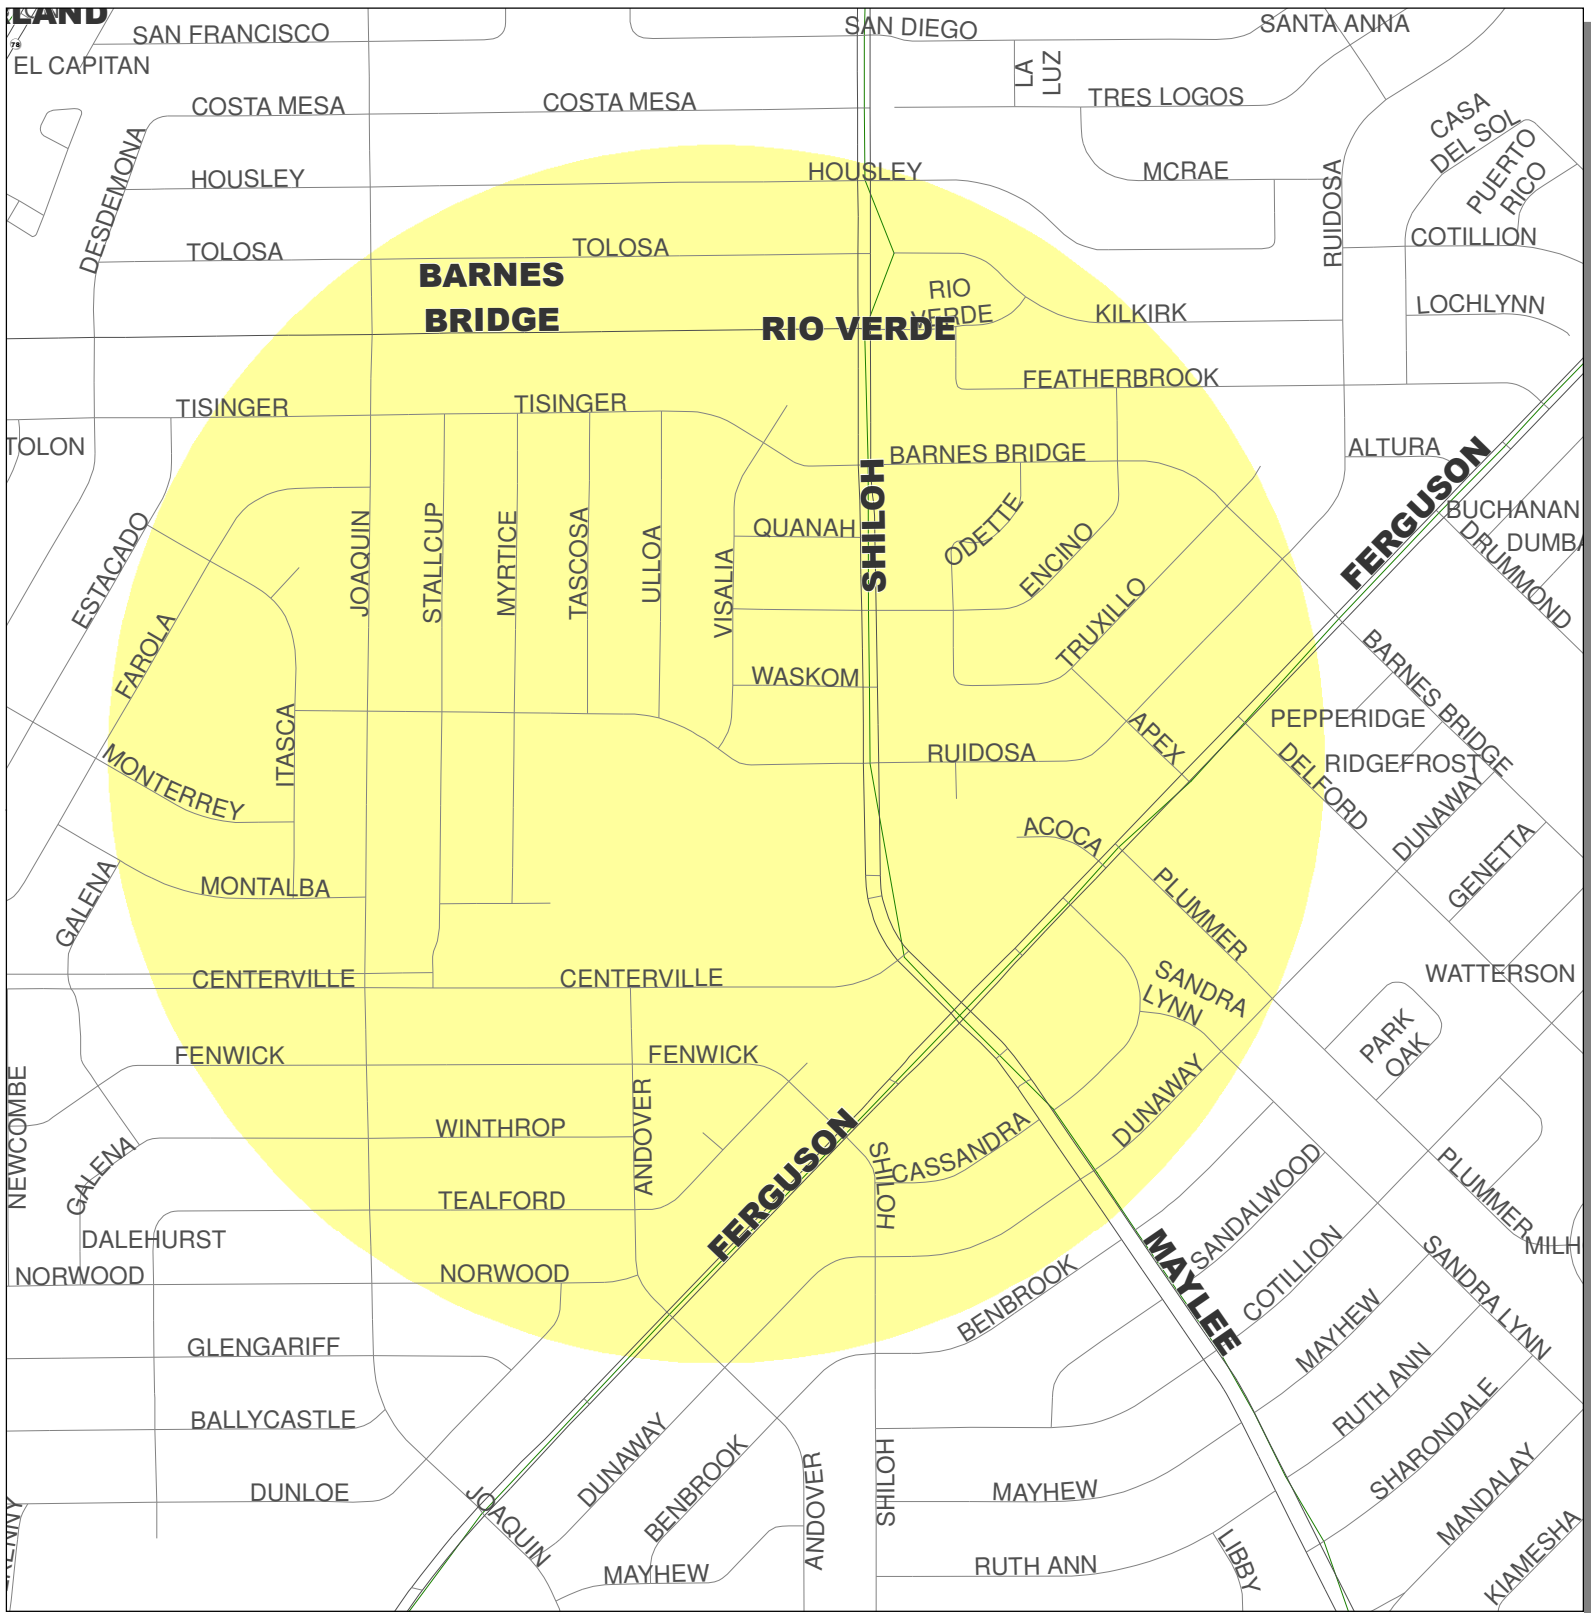 LAND
SAN FRANCISCO
SAN DIEGO
SANTA ANNA
78
EL CAPITAN
LA
LUZ
COSTA MESA
COSTA MESA
TRES LOGOS
CASA
DEL SOL
PUERTO
RICO
DESDEMONA
HOUSLEY
HOUSLEY
MCRAE
RUIDOSA
TOLOSA
TOLOSA
COTILLION
BARNES
BRIDGE
RIO
VERDE
RIO VERDE
KILKIRK
LOCHLYNN
FEATHERBROOK
TISINGER
TISINGER
TOLON
BARNES BRIDGE
ALTURA
FERGUSON
BUCHANAN
DUMBA
DRUMMOND
ESTACADO
JOAQUIN
STALLCUP
MYRTICE
TASCOSA
ULLOA
VISALIA
QUANAH
SHILOH
ODETTE
ENCINO
FAROLA
TRUXILLO
WASKOM
BARNES BRIDGE
ITASCA
MONTERREY
RUIDOSA
APEX
PEPPERIDGE
RIDGEFROST
DELFORD
DUNAWAY
GENETTA
ACOCA
GALENA
MONTALBA
PLUMMER
CENTERVILLE
CENTERVILLE
SANDRA
LYNN
WATTERSON
PARK
OAK
FENWICK
FENWICK
NEWCOMBE
ANDOVER
DUNAWAY
WINTHROP
FERGUSON
SHILOH
CASSANDRA
GALENA
TEALFORD
PLUMMER
SANDALWOOD
DALEHURST
MILH
NORWOOD
NORWOOD
BENBROOK
MAYLEE
COTILLION
SANDRA LYNN
GLENGARIFF
MAYHEW
RUTH ANN
BALLYCASTLE
SHARONDALE
DUNAWAY
BENBROOK
ANDOVER
SHILOH
MANDALAY
DUNLOE
JOAQUIN
MAYHEW
MAYHEW
RUTH ANN
LIBBY
KIAMESHA